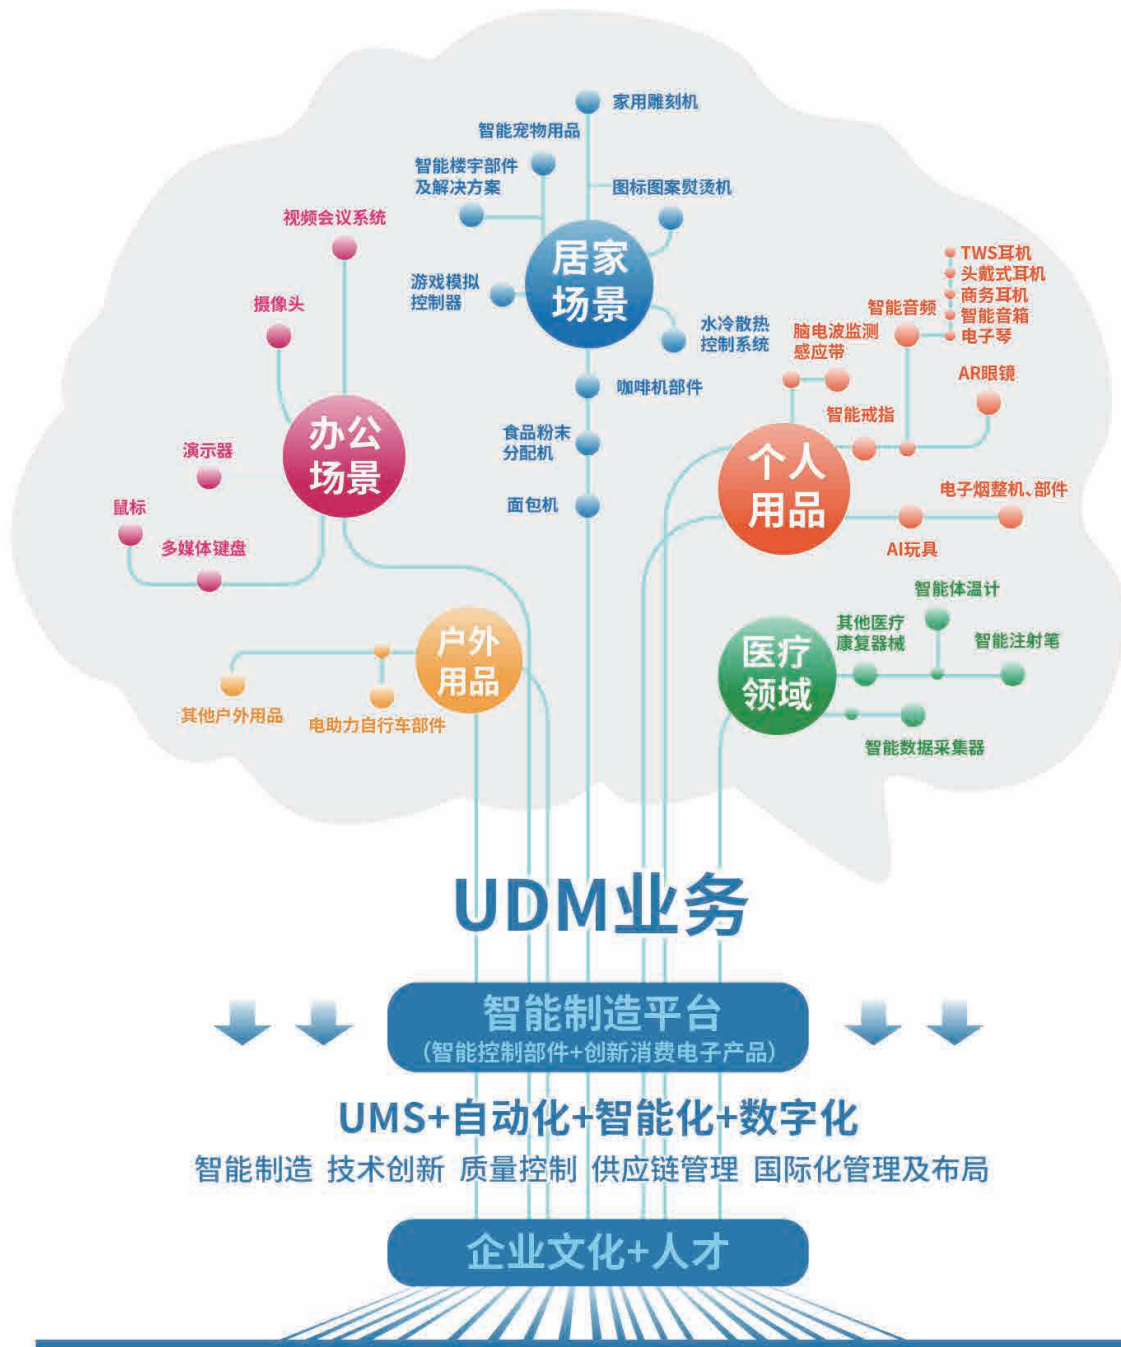 家用雕刻机
智能宠物用品
智能楼宇部件
及解决方案
图标图案熨烫机
视频会议系统
居家
场景
游戏模拟
控制器
水冷散热
控制系统
摄像头
咖啡机部件
食品粉末
分配机
面包机
办公
场景
演示器
鼠标
多媒体键盘
TWS耳机
头戴式耳机
商务耳机
智能音箱
电子琴
智能音频
脑电波监测
感应带
AR眼镜
智能戒指
个人
用品
电子烟整机、部件
AI玩具
户外
用品
其他户外用品
电助力自行车部件
医疗
领域
智能体温计
其他医疗
康复器械
智能注射笔
智能数据采集器
UDM业务
智能制造平台
(智能控制部件+创新消费电子产品)
UMS+自动化+智能化+数字化
智能制造 技术创新 质量控制 供应链管理 国际化管理及布局
企业文化+人才